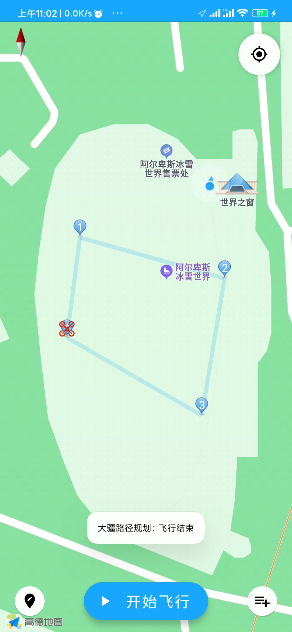 上午11:02 | 0.0K/s ···
57
阿尔卑斯冰雪
世界售票处
世界之窗
1
阿尔卑斯
冰雪世界
2
3
大疆路径规划：飞行结束
开始飞行
高德地图